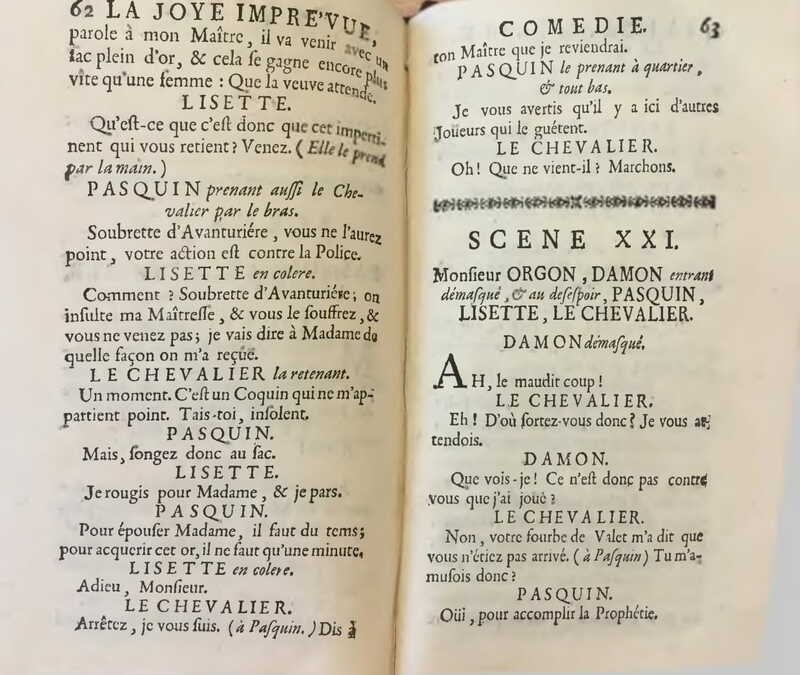 62 LA JOYE IMPRE'VUE,
parole à mon Maître, il va venir avec un
ſac plein d'or, & cela ſe gagne encore plus
vîte qu'une femme : Que la veuve attende.
LISETTE.
Qu'eſt-ce que c'eſt donc que cet imperti-
nent qui vous retient ? Venez. ( Elle le prend
par la main. )
PASQUIN prenant auſſi le Che-
valier par le bras.
Soubrette d'Avanturiére, vous ne l'aurez
point, votre action eſt contre la Police.
LISETTE en colere.
Comment ? Soubrette d'Avanturiére ; on
inſulte ma Maîtreſſe, & vous le ſouffrez, &
vous ne venez pas ; je vais dire à Madame de
quelle façon on m'a reçûe.
LE CHEVALIER la retenant.
Un moment. C'eſt un Coquin qui ne m'ap-
partient point. Tais-toi, inſolent.
PASQUIN.
Mais, ſongez donc au ſac.
LISETTE.
Je rougis pour Madame, & je pars.
PASQUIN.
Pour épouſer Madame, il faut du tems ;
pour acquerir cet or, il ne faut qu'une minute.
LISETTE en colere.
Adieu, Monſieur.
LE CHEVALIER.
Arrêtez, je vous ſuis. ( à Paſquin. ) Dis à
COMEDIE. 63
ton Maître que je reviendrai.
PASQUIN le prenant à quartier,
& tout bas.
Je vous avertis qu'il y a ici d'autres
Joueurs qui le guétent.
LE CHEVALIER.
Oh ! Que ne vient-il ? Marchons.
SCENE XXI.
Monſieur ORGON, DAMON entrant
démaſqué, & au deſeſpoir, PASQUIN,
LISETTE, LE CHEVALIER.
DAMON démaſqué.
AH, le maudit coup !
LE CHEVALIER.
Eh ! D'où ſortez-vous donc ? Je vous at-
tendois.
DAMON.
Que vois-je ! Ce n'eſt donc pas contre
vous que j'ai joué ?
LE CHEVALIER.
Non, votre fourbe de Valet m'a dit que
vous n'étiez pas arrivé. ( à Paſquin ) Tu m'a-
muſois donc ?
PASQUIN.
Oüi, pour accomplir la Prophétie.